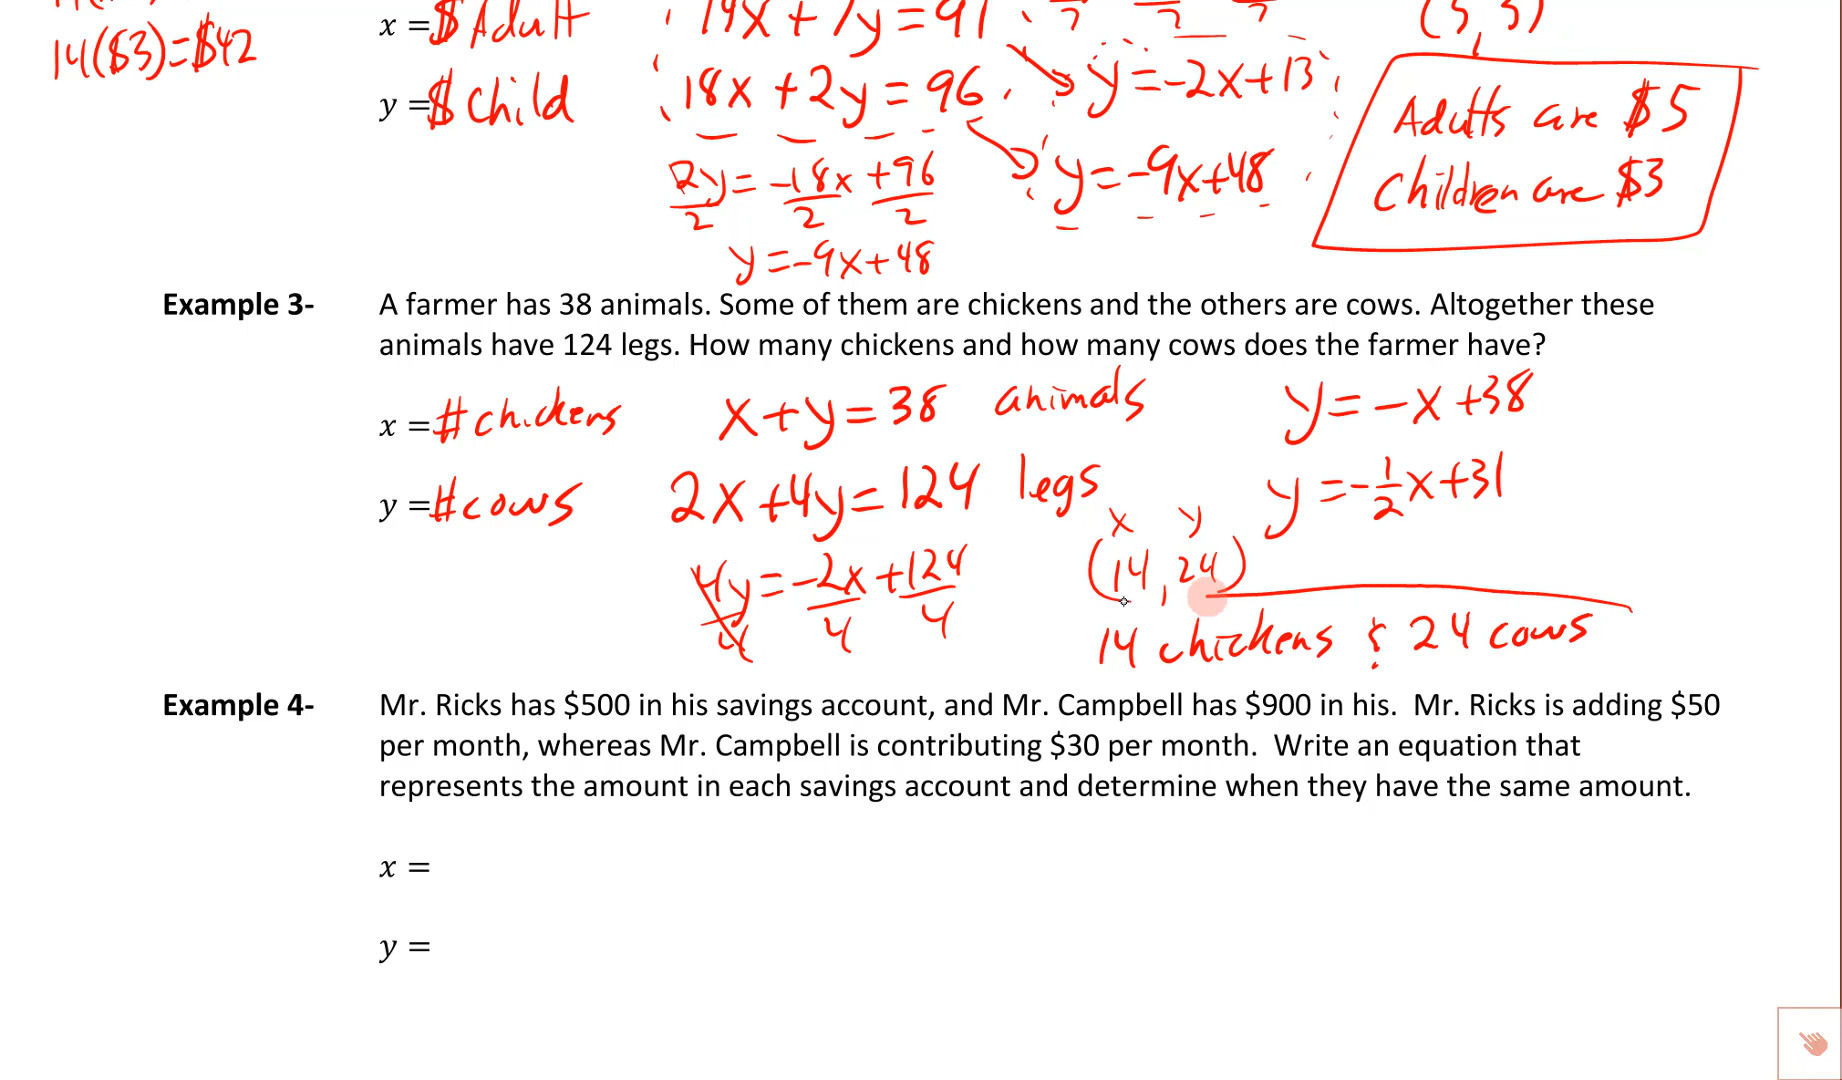 14($3)=$42
x = $ Adult
14x + 7y = 91
y = $ child
18x + 2y = 96
y = -2x+13
2y = -18x +96
2 2 2
y = -9x+48
y = -9x+48
Adults are $5
Children are $3
Example 3- A farmer has 38 animals. Some of them are chickens and the others are cows. Altogether these
animals have 124 legs. How many chickens and how many cows does the farmer have?
x = # chickens x + y = 38 animals y = -x +38
y = # cows 2x +4y = 124 legs y = -1/2 x+31
x y
4y = -2x +124 (14, 24)
4 4 4
14 chickens & 24 cows
Example 4- Mr. Ricks has $500 in his savings account, and Mr. Campbell has $900 in his. Mr. Ricks is adding $50
per month, whereas Mr. Campbell is contributing $30 per month. Write an equation that
represents the amount in each savings account and determine when they have the same amount.
x =
y =